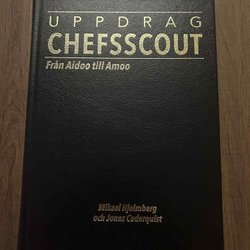 UPPDRAG
CHEFSSCOUT
Från Aidoo till Amoo
Mikael Hjelmberg
och Jonas Cederquist